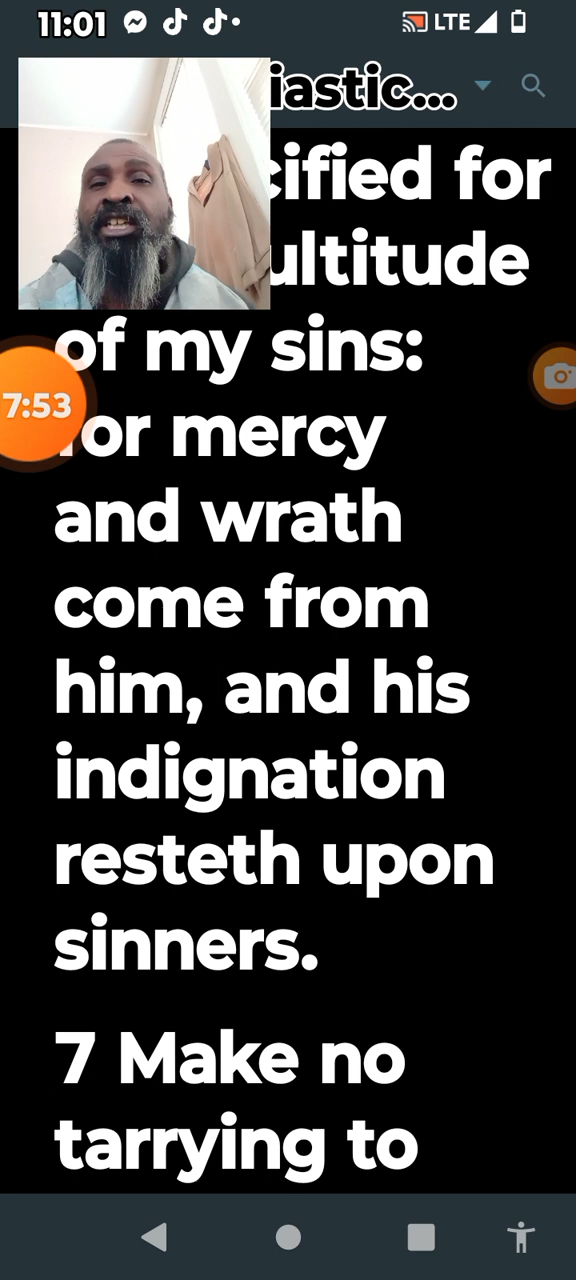 11:01 LTE
iastic...
cified for
ultitude
of my sins:
7:53
for mercy
and wrath
come from
him, and his
indignation
resteth upon
sinners.
7 Make no
tarrying to